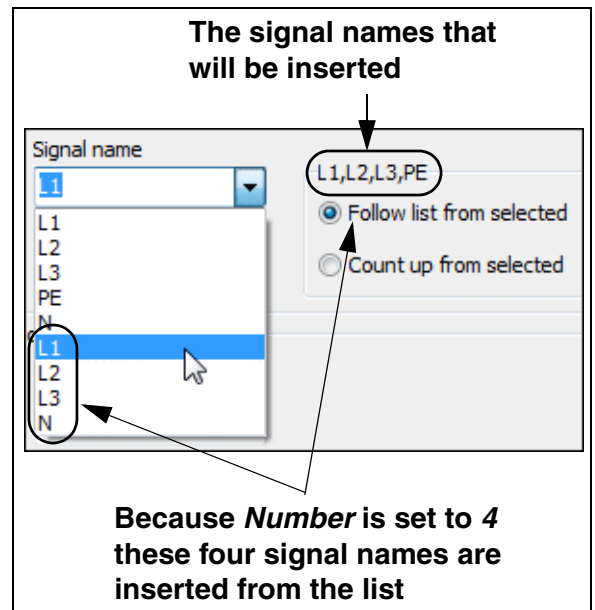 The signal names that
will be inserted
Signal name
L1
L1,L2,L3,PE
Follow list from selected
Count up from selected
L1
L2
L3
PE
N
L1
L2
L3
N
Because Number is set to 4
these four signal names are
inserted from the list